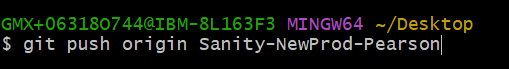 GMX+06318O744@IBM-8L163F3 MINGW64 ~/Desktop
$ git push origin Sanity-NewProd-Pearson